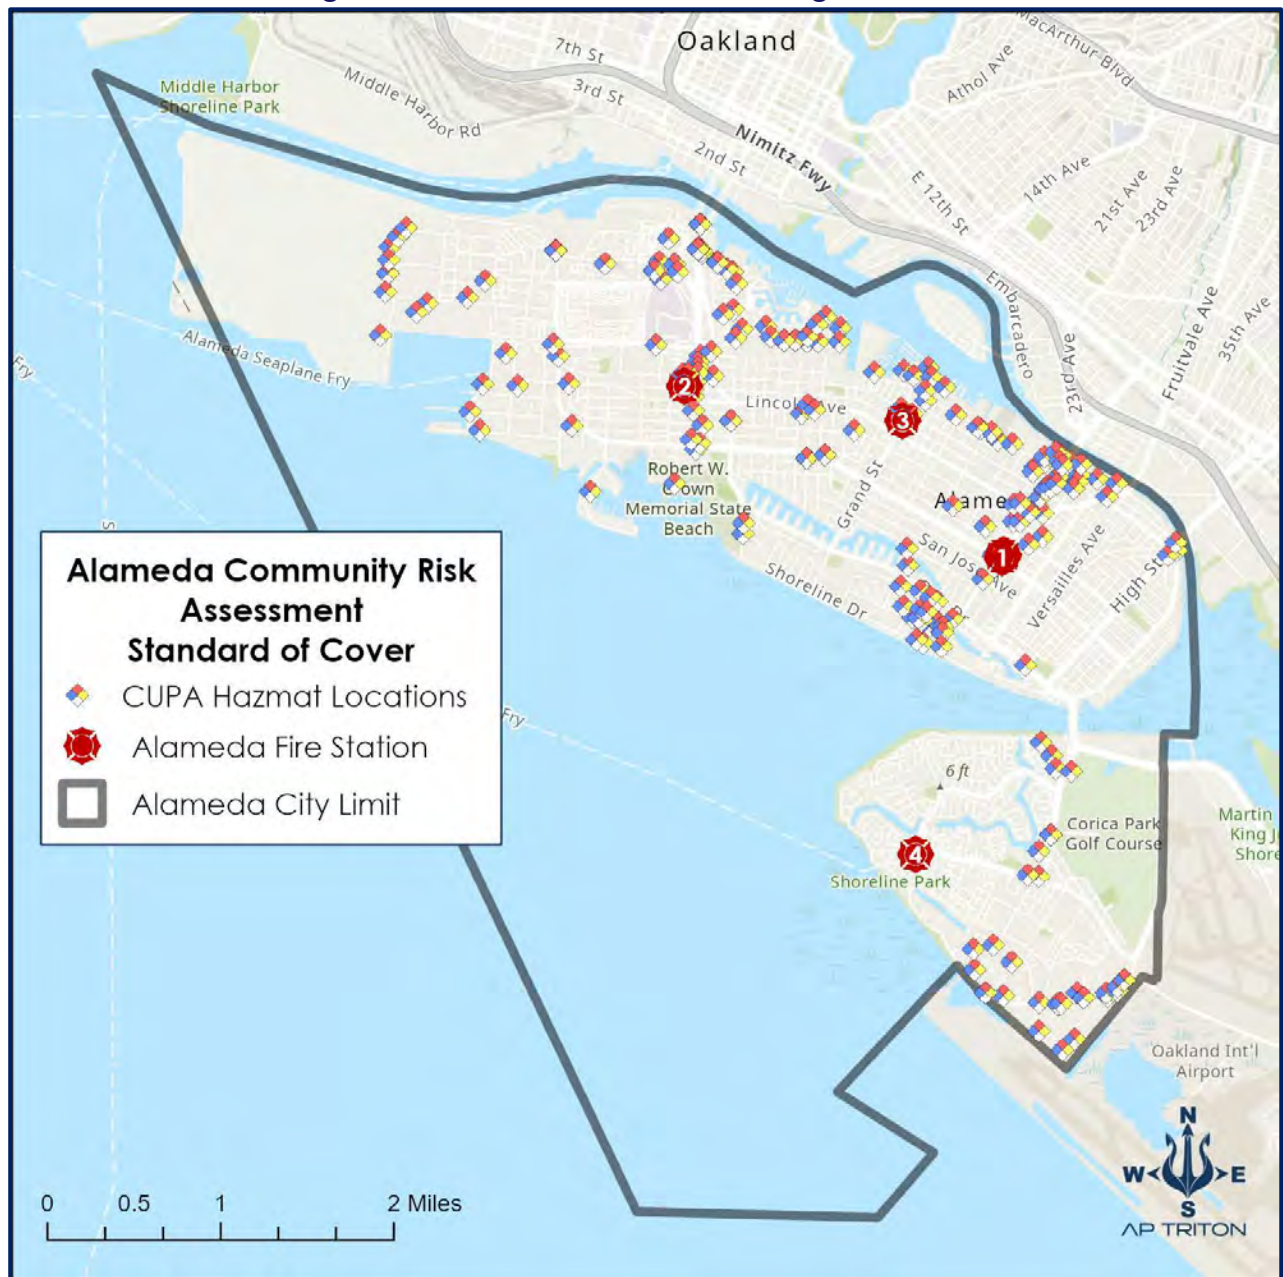 Oakland
MacArthur Blvd
7th St
Athol Ave
Middle Harbor
Shoreline Park
Middle Harbor Rd
3rd St
Nimitz Fwy
2nd St
14th Ave
E 12th St
21st Ave
23rd Ave
Embarcadero
Fruitvale Ave
35th Ave
23rd Ave
Alameda Seaplane Fry
Fry
2
Lincoln Ave
3
Robert W.
Crown
Memorial State
Beach
Grand St
Alame
1
San Jose Ave
Versailles Ave
High St
Shoreline Dr
Dr
S
Alameda Community Risk
Assessment
Standard of Cover
CUPA Hazmat Locations
Alameda Fire Station
Alameda City Limit
Fry
6 ft
Corica Park
Golf Course
Martin
King J
Shore
4
Shoreline Park
Oakland Int'l
Airport
0 0.5 1 2 Miles
N
W E
S
AP TRITON